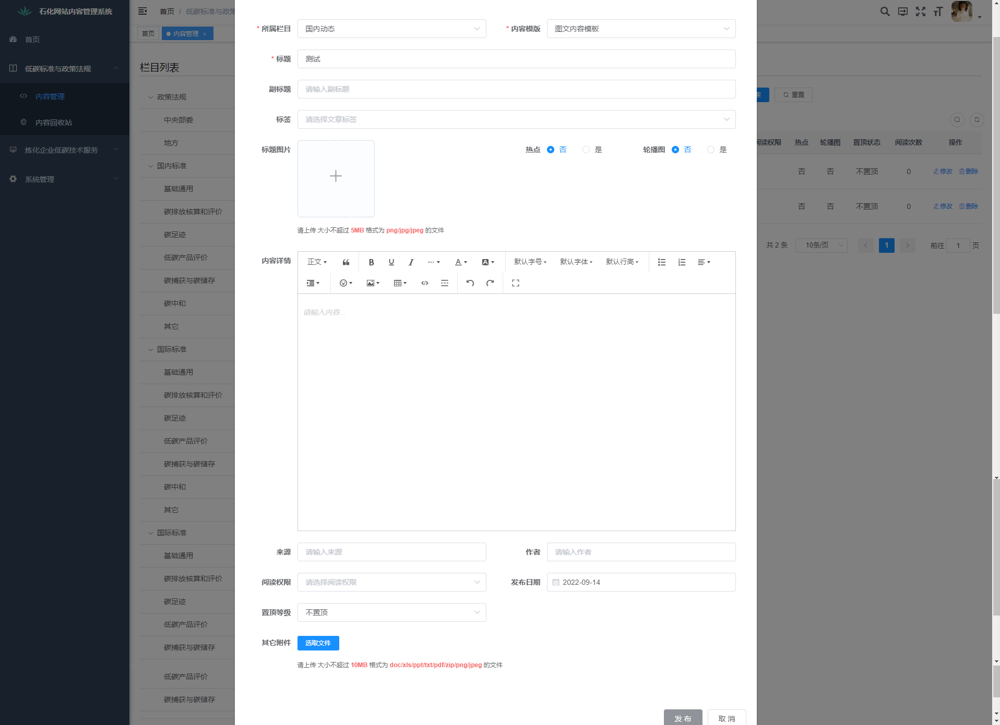 石化网站内容管理系统
首页 / 低碳标准与政策
首页
内容管理 ×
首页
低碳标准与政策法规
内容管理
内容回收站
炼化企业低碳技术服务
系统管理
栏目列表
政策法规
中央部委
地方
国内标准
基础通用
碳排放核算和评价
碳足迹
低碳产品评价
碳捕获与碳储存
碳中和
其它
国际标准
基础通用
碳排放核算和评价
碳足迹
低碳产品评价
碳捕获与碳储存
碳中和
其它
国际标准
基础通用
碳排放核算和评价
碳足迹
低碳产品评价
碳捕获与碳储存
低碳产品评价
碳捕获与碳储存
* 所属栏目 国内动态
* 内容模版 图文内容模板
* 标题 测试
副标题 请输入副标题
标签 请选择文章标签
标题图片
热点 否 是
轮播图 否 是
请上传 大小不超过 5MB 格式为 png/jpg/jpeg 的文件
内容详情
正文 B U I ··· A A 默认字号 默认字体 默认行高
请输入内容...
来源 请输入来源
作者 请输入作者
阅读权限 请选择阅读权限
发布日期 2022-09-14
置顶等级 不置顶
其它附件 选取文件
请上传 大小不超过 10MB 格式为 doc/xls/ppt/txt/pdf/zip/png/jpeg 的文件
发 布 取 消
重置
阅读权限 热点 轮播图 置顶状态 阅读次数 操作
否 否 不置顶 0 修改 删除
否 否 不置顶 0 修改 删除
共 2 条 10条/页 1 前往 1 页